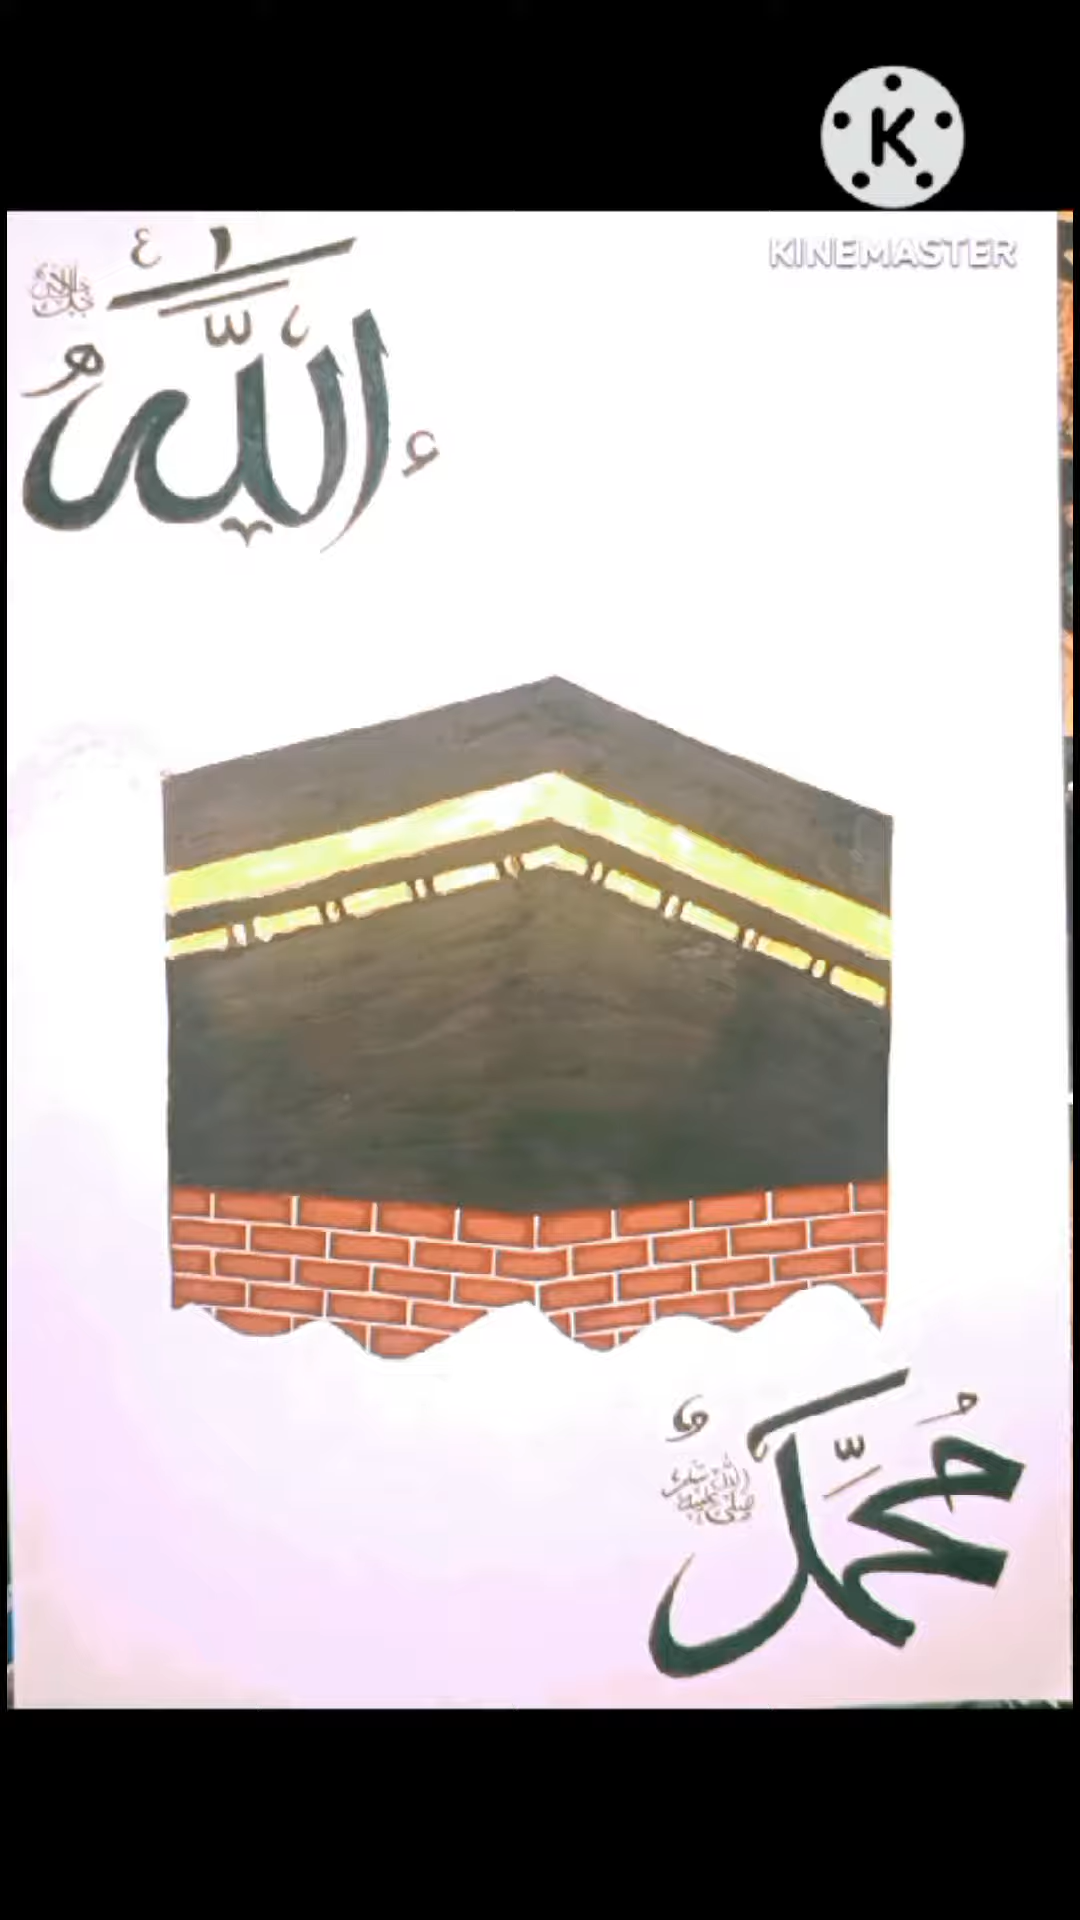 K
KINEMASTER
ﷲ
جل جلاله
محمد
صلى الله عليه وسلم